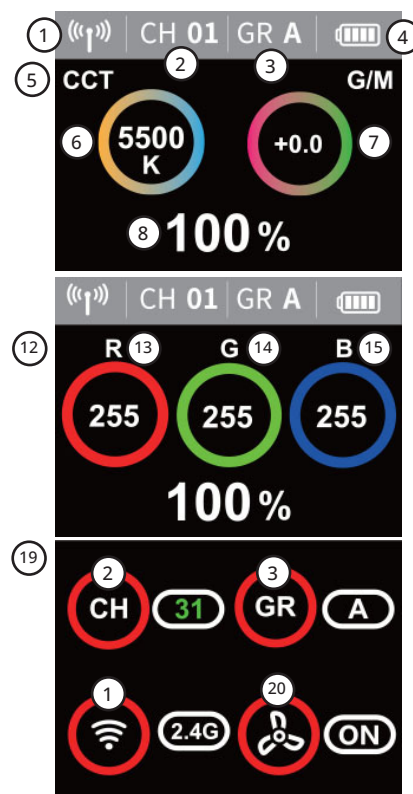 1 CH 01 GR A 4
2 3
5 CCT G/M
6 5500 K +0.0 7
8 100 %
CH 01 GR A
12 R 13 G 14 B 15
255 255 255
100 %
19
2 3
CH 31 GR A
1 20
2.4G ON